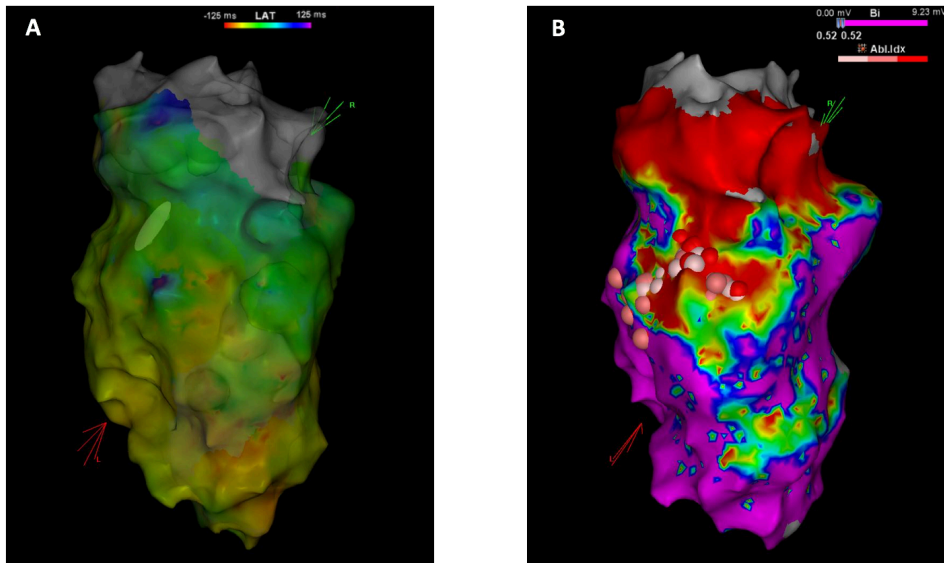 A
-125 ms LAT 125 ms
R
B
0.00 mV Bi 9.23 mV
0.52 0.52
Abl.Idx
R